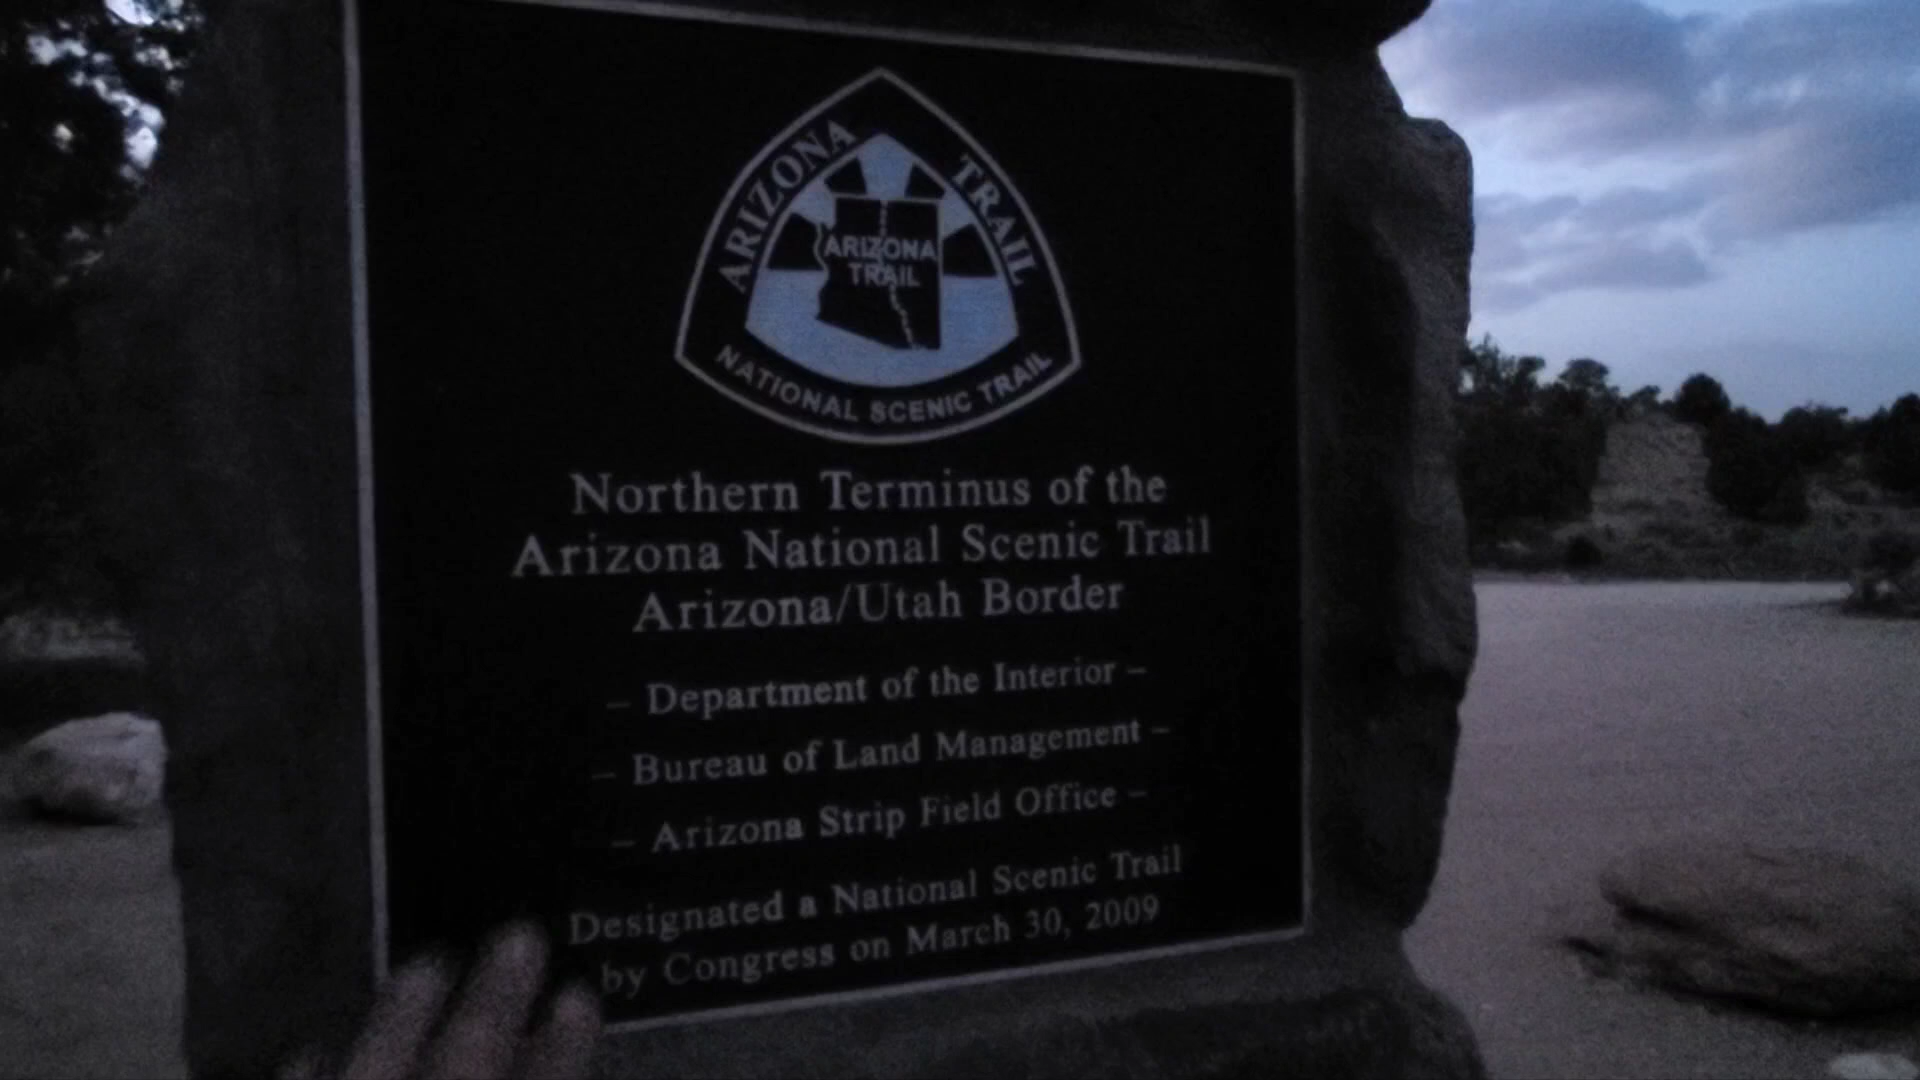 ARIZONA TRAIL
ARIZONA
TRAIL
NATIONAL SCENIC TRAIL
Northern Terminus of the
Arizona National Scenic Trail
Arizona/Utah Border
– Department of the Interior –
– Bureau of Land Management –
– Arizona Strip Field Office –
Designated a National Scenic Trail
by Congress on March 30, 2009